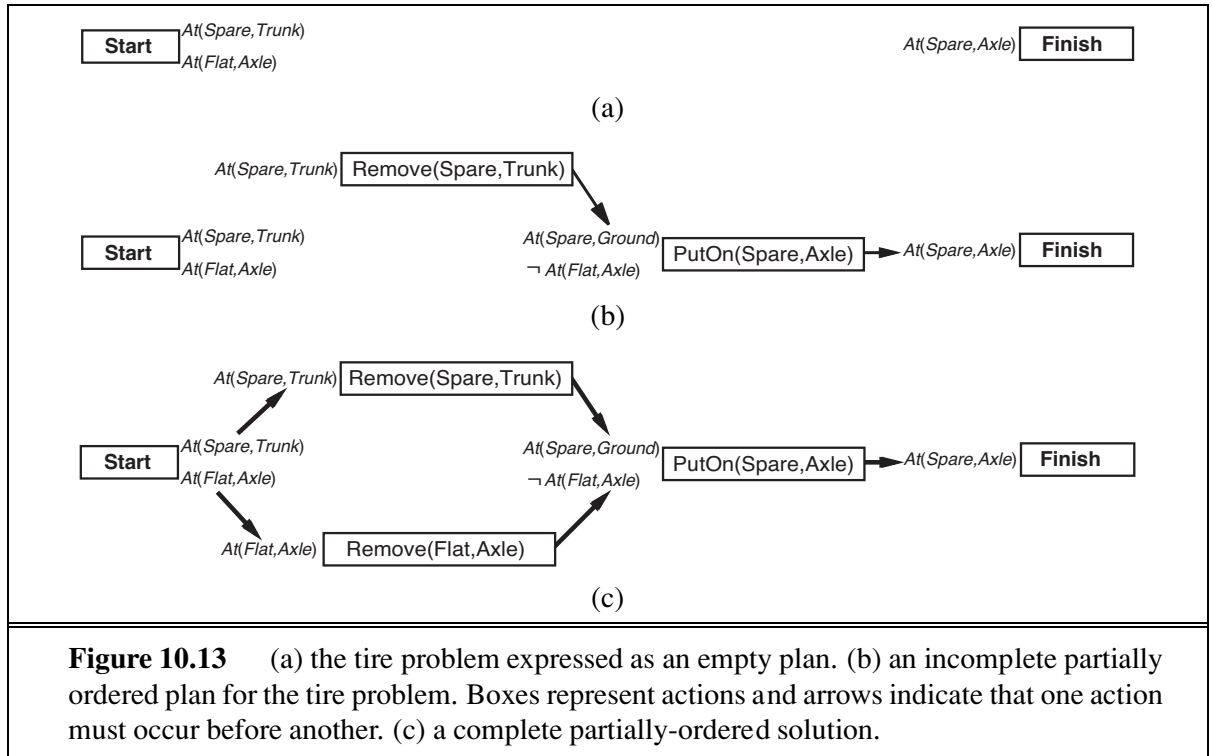 Start At(Spare,Trunk)
At(Flat,Axle)
At(Spare,Axle) Finish
(a)
At(Spare,Trunk) Remove(Spare,Trunk)
Start At(Spare,Trunk)
At(Flat,Axle)
At(Spare,Ground)
¬ At(Flat,Axle)
PutOn(Spare,Axle)
At(Spare,Axle) Finish
(b)
At(Spare,Trunk) Remove(Spare,Trunk)
Start At(Spare,Trunk)
At(Flat,Axle)
At(Spare,Ground)
¬ At(Flat,Axle)
PutOn(Spare,Axle)
At(Spare,Axle) Finish
At(Flat,Axle) Remove(Flat,Axle)
(c)
Figure 10.13 (a) the tire problem expressed as an empty plan. (b) an incomplete partially
ordered plan for the tire problem. Boxes represent actions and arrows indicate that one action
must occur before another. (c) a complete partially-ordered solution.